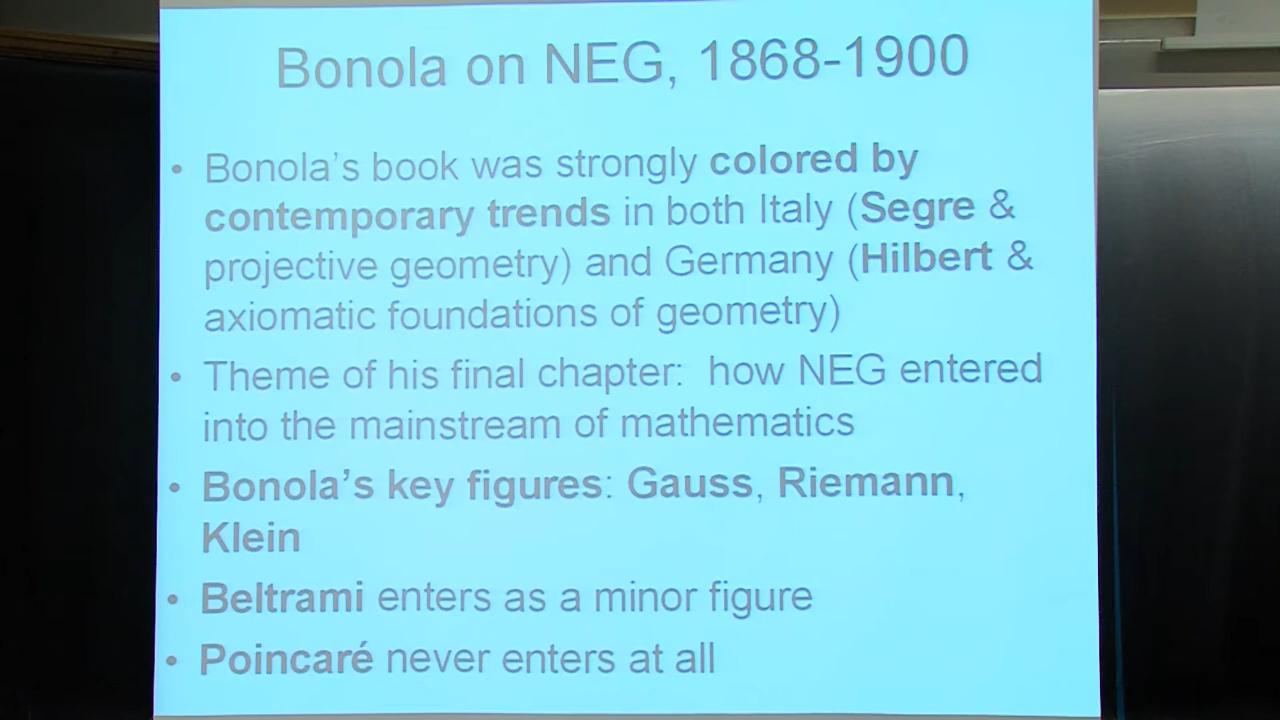 Bonola on NEG, 1868-1900
• Bonola's book was strongly colored by
contemporary trends in both Italy (Segre &
projective geometry) and Germany (Hilbert &
axiomatic foundations of geometry)
• Theme of his final chapter: how NEG entered
into the mainstream of mathematics
• Bonola's key figures: Gauss, Riemann,
Klein
• Beltrami enters as a minor figure
• Poincaré never enters at all